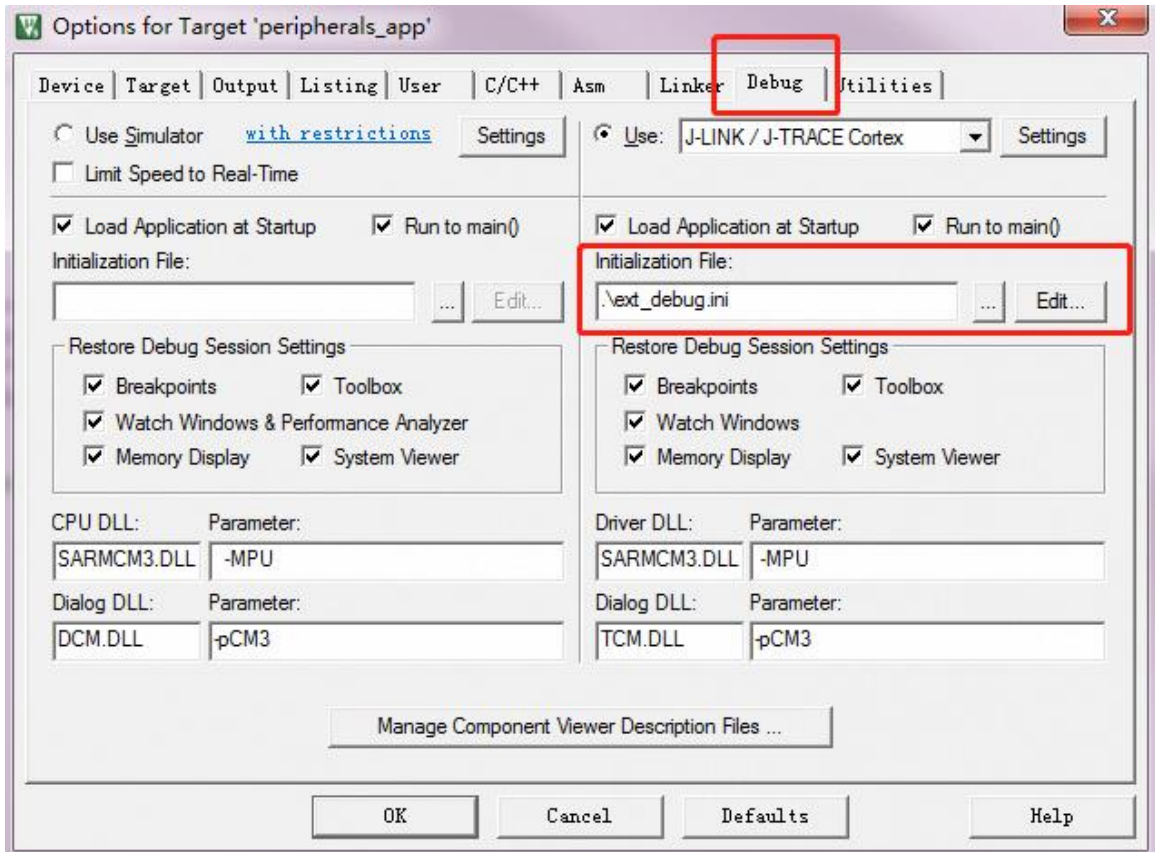 Options for Target 'peripherals_app'
Device Target Output Listing User C/C++ Asm Linker Debug Utilities
Use Simulator with restrictions Settings
Limit Speed to Real-Time
Load Application at Startup Run to main()
Initialization File:
... Edit...
Restore Debug Session Settings
Breakpoints Toolbox
Watch Windows & Performance Analyzer
Memory Display System Viewer
CPU DLL: Parameter:
SARMCM3.DLL -MPU
Dialog DLL: Parameter:
DCM.DLL -pCM3
Use: J-LINK / J-TRACE Cortex Settings
Load Application at Startup Run to main()
Initialization File:
.\ext_debug.ini ... Edit...
Restore Debug Session Settings
Breakpoints Toolbox
Watch Windows
Memory Display System Viewer
Driver DLL: Parameter:
SARMCM3.DLL -MPU
Dialog DLL: Parameter:
TCM.DLL -pCM3
Manage Component Viewer Description Files ...
OK Cancel Defaults Help